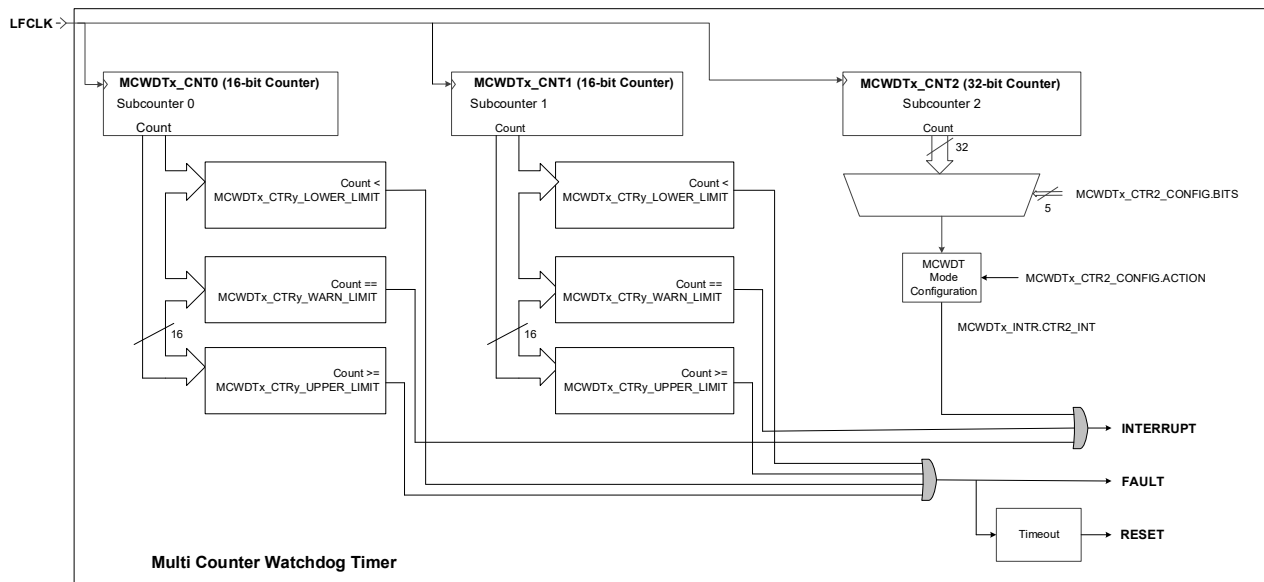 LFCLK
MCWDTx_CNT0 (16-bit Counter)
Subcounter 0
Count
MCWDTx_CNT1 (16-bit Counter)
Subcounter 1
Count
MCWDTx_CNT2 (32-bit Counter)
Subcounter 2
Count
32
Count <
MCWDTx_CTRy_LOWER_LIMIT
Count <
MCWDTx_CTRy_LOWER_LIMIT
MCWDTx_CTR2_CONFIG.BITS
5
Count ==
MCWDTx_CTRy_WARN_LIMIT
Count ==
MCWDTx_CTRy_WARN_LIMIT
MCWDT
Mode
Configuration
MCWDTx_CTR2_CONFIG.ACTION
16
16
MCWDTx_INTR.CTR2_INT
Count >=
MCWDTx_CTRy_UPPER_LIMIT
Count >=
MCWDTx_CTRy_UPPER_LIMIT
INTERRUPT
FAULT
Timeout
RESET
Multi Counter Watchdog Timer